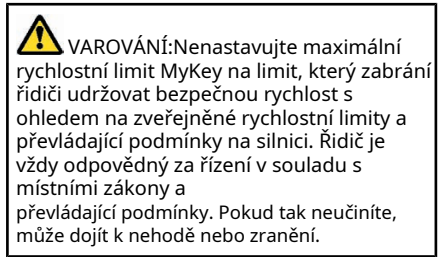 VAROVÁNÍ:Nenastavujte maximální
rychlostní limit MyKey na limit, který zabrání
řidiči udržovat bezpečnou rychlost s
ohledem na zveřejněné rychlostní limity a
převládající podmínky na silnici. Řidič je
vždy odpovědný za řízení v souladu s
místními zákony a
převládající podmínky. Pokud tak neučiníte,
může dojít k nehodě nebo zranění.